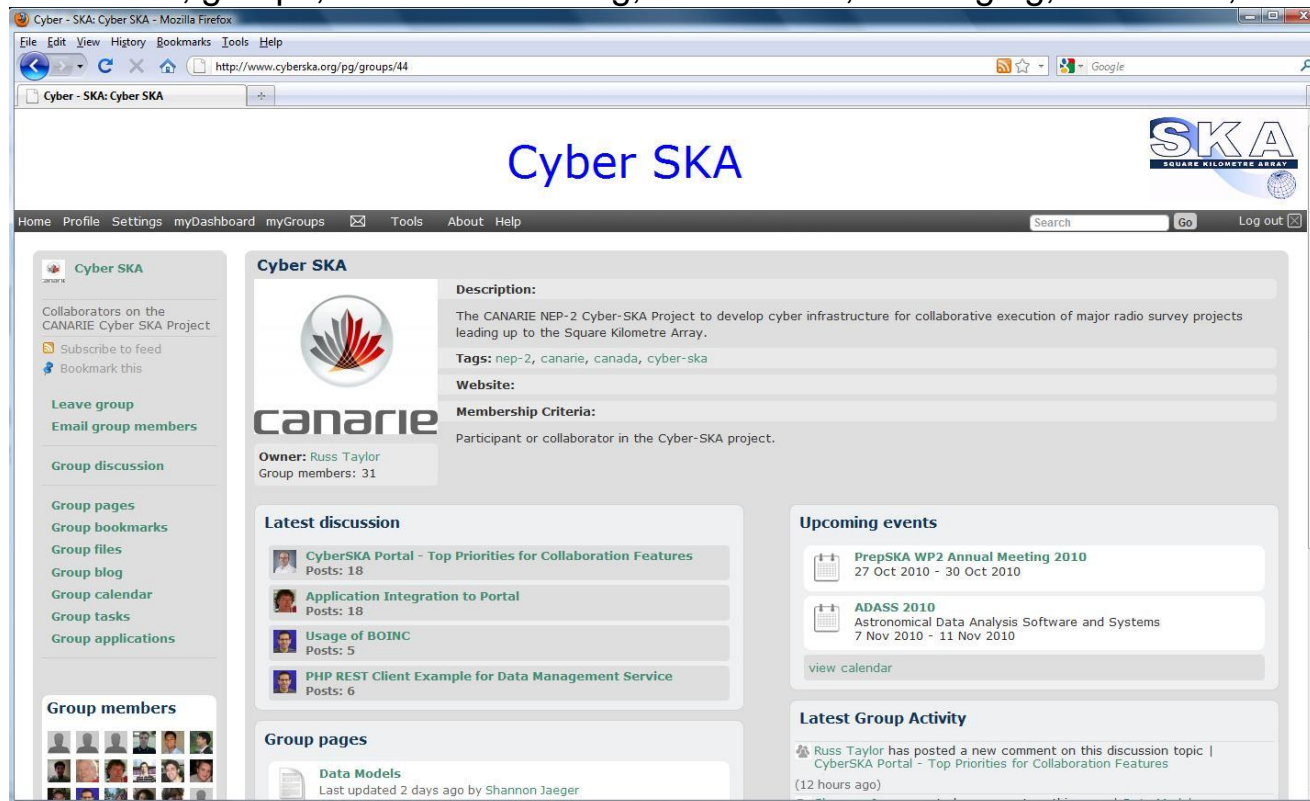 Cyber - SKA: Cyber SKA - Mozilla Firefox
File Edit View History Bookmarks Tools Help
http://www.cyberska.org/pg/groups/44
Google
Cyber - SKA: Cyber SKA
Cyber SKA
SKA
SQUARE KILOMETRE ARRAY
Home Profile Settings myDashboard myGroups Tools About Help Search Go Log out
Cyber SKA
canarie
Collaborators on the
CANARIE Cyber SKA Project
Subscribe to feed
Bookmark this
Leave group
Email group members
Group discussion
Group pages
Group bookmarks
Group files
Group blog
Group calendar
Group tasks
Group applications
Group members
Cyber SKA
canarie
Owner: Russ Taylor
Group members: 31
Description:
The CANARIE NEP-2 Cyber-SKA Project to develop cyber infrastructure for collaborative execution of major radio survey projects
leading up to the Square Kilometre Array.
Tags: nep-2, canarie, canada, cyber-ska
Website:
Membership Criteria:
Participant or collaborator in the Cyber-SKA project.
Latest discussion
CyberSKA Portal - Top Priorities for Collaboration Features
Posts: 18
Application Integration to Portal
Posts: 18
Usage of BOINC
Posts: 5
PHP REST Client Example for Data Management Service
Posts: 6
Group pages
Data Models
Last updated 2 days ago by Shannon Jaeger
Upcoming events
PrepSKA WP2 Annual Meeting 2010
27 Oct 2010 - 30 Oct 2010
ADASS 2010
Astronomical Data Analysis Software and Systems
7 Nov 2010 - 11 Nov 2010
view calendar
Latest Group Activity
Russ Taylor has posted a new comment on this discussion topic |
CyberSKA Portal - Top Priorities for Collaboration Features
(12 hours ago)